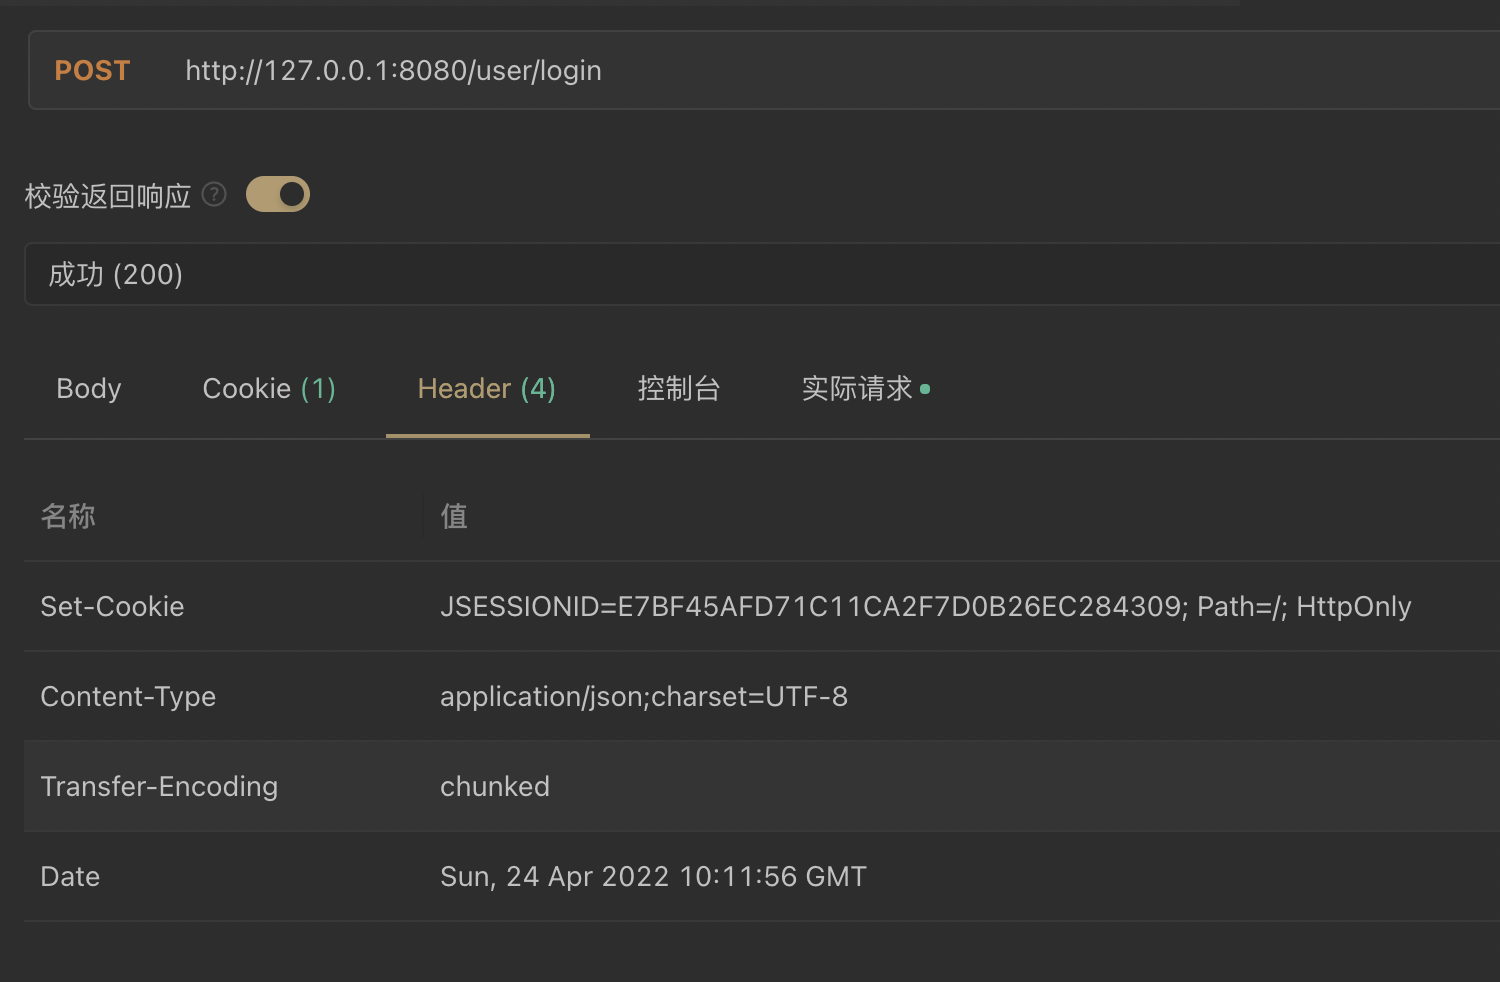 POST http://127.0.0.1:8080/user/login
校验返回响应 ?
成功 (200)
Body Cookie (1) Header (4) 控制台 实际请求
名称 值
Set-Cookie JSESSIONID=E7BF45AFD71C11CA2F7D0B26EC284309; Path=/; HttpOnly
Content-Type application/json;charset=UTF-8
Transfer-Encoding chunked
Date Sun, 24 Apr 2022 10:11:56 GMT